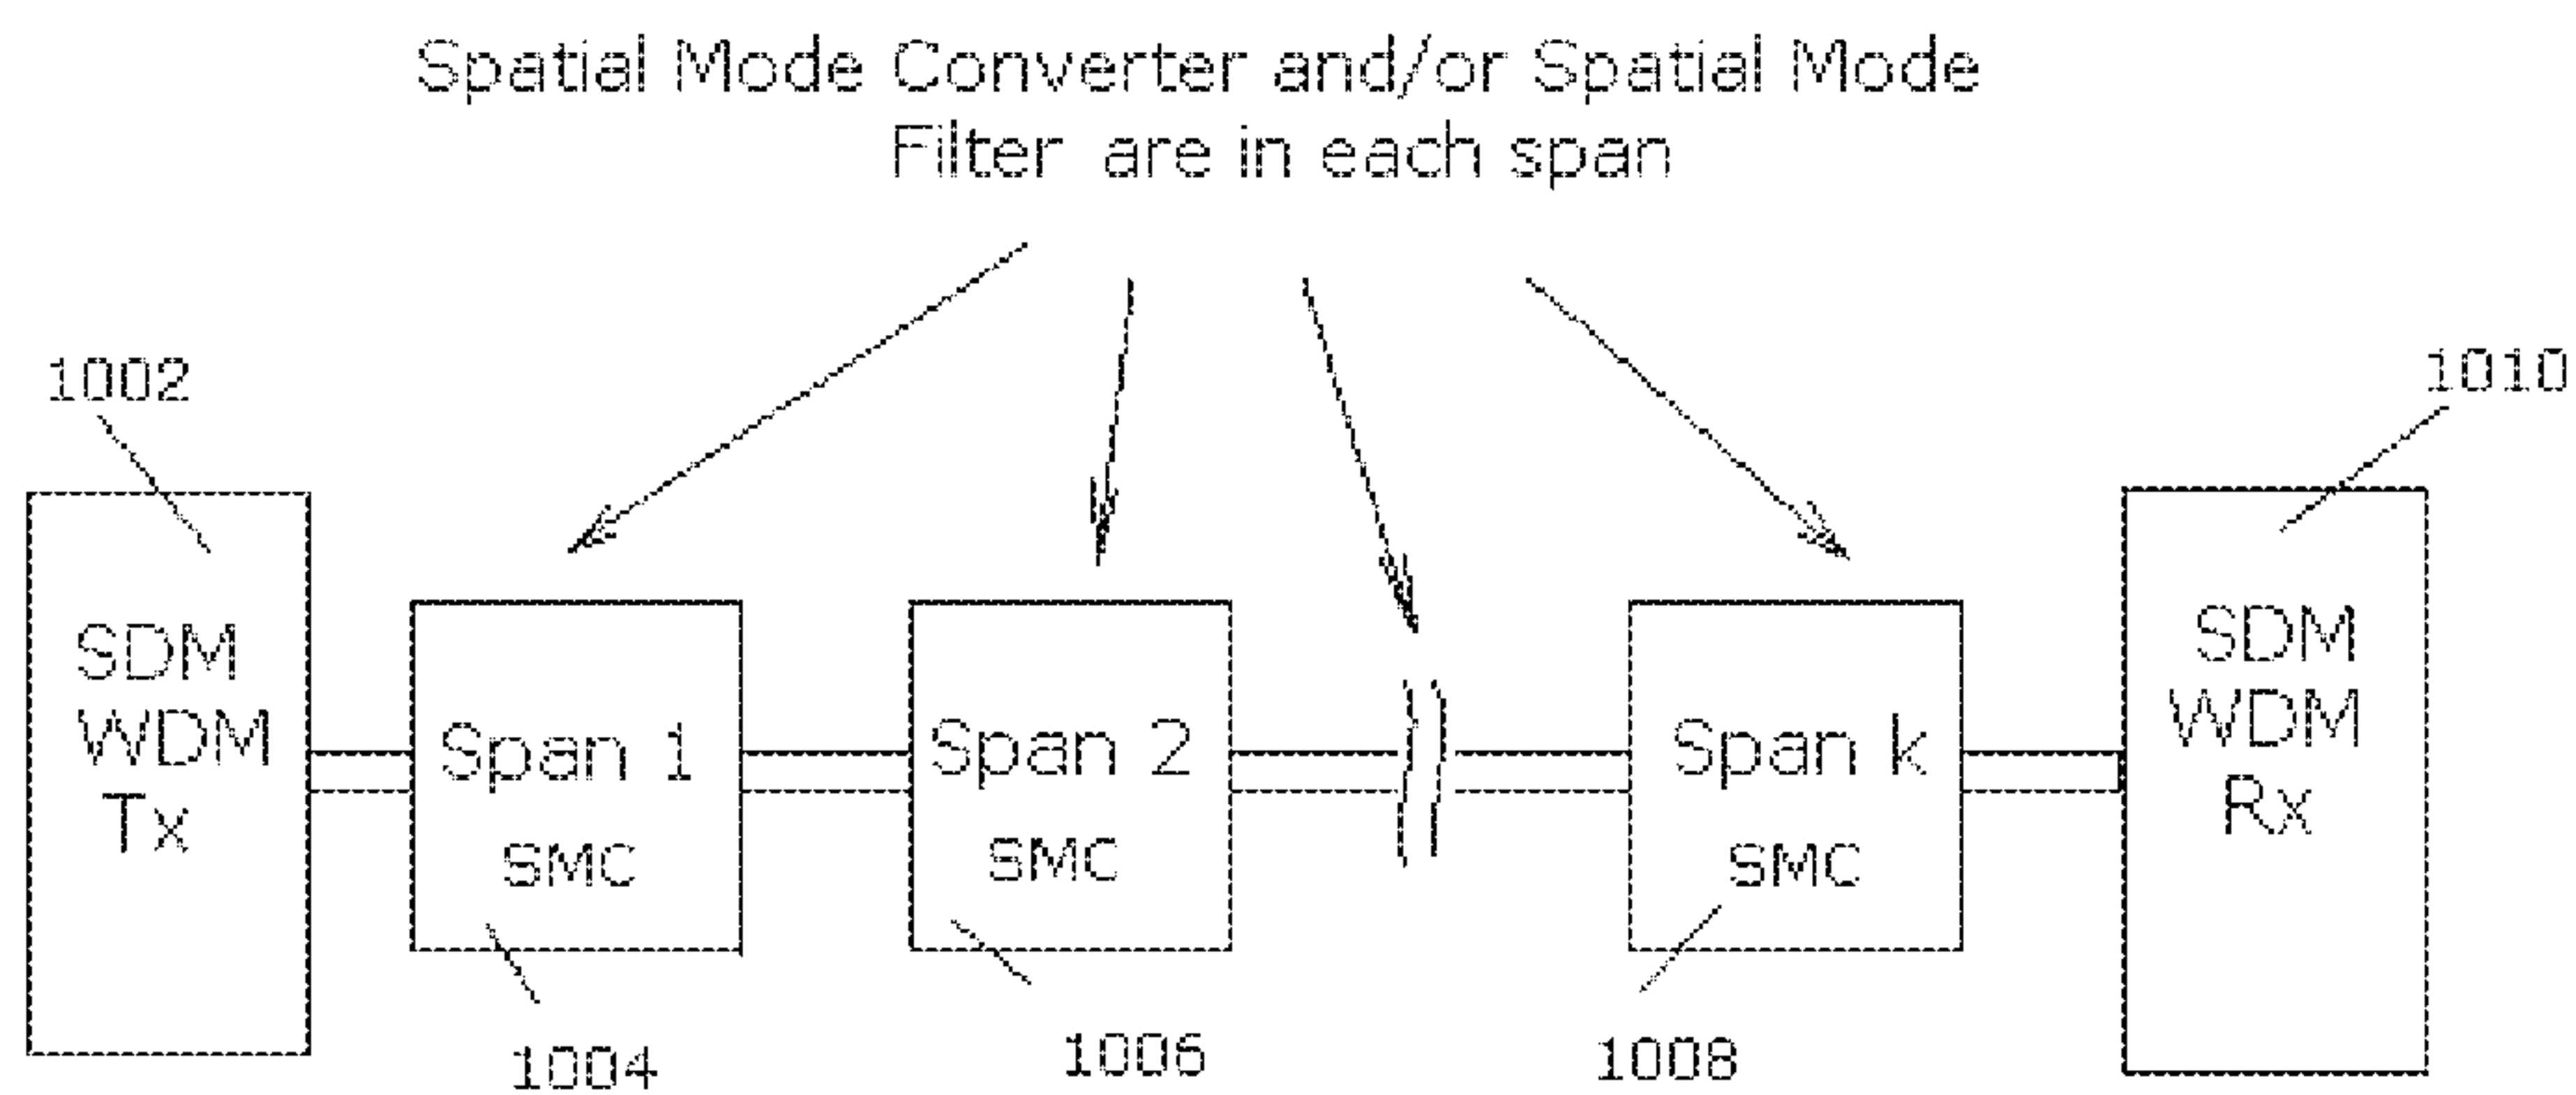 Spatial Mode Converter and/or Spatial Mode
Filter are in each span
1002
1010
SDM
WDM
Tx
Span 1
SMC
Span 2
SMC
Span k
SMC
SDM
WDM
Rx
1004
1006
1008